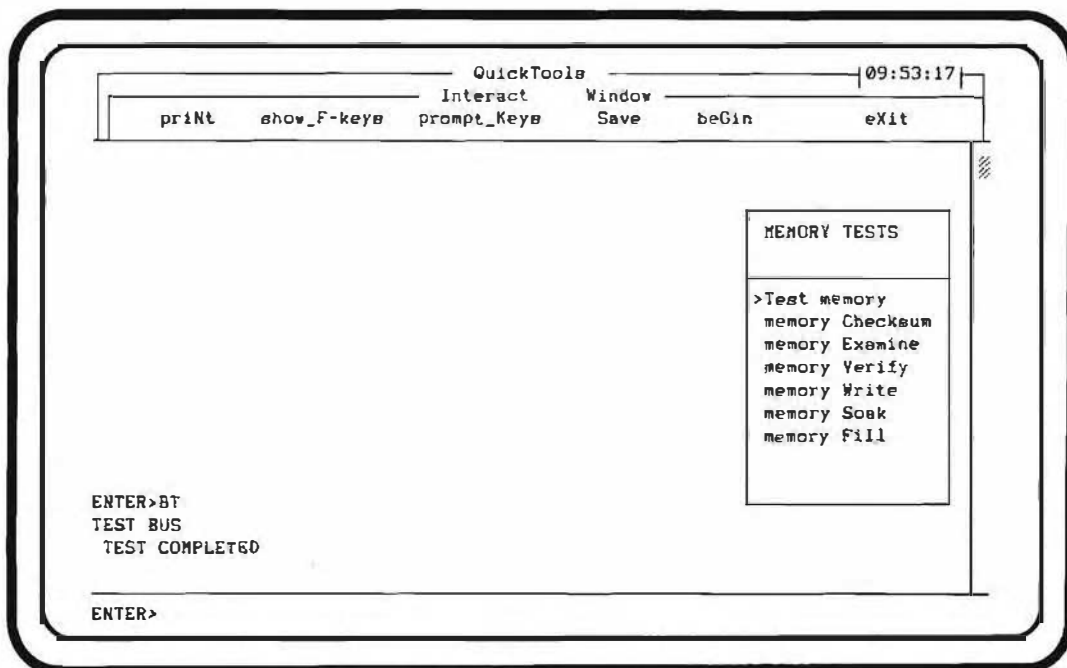 QuickTools 09:53:17
Interact Window
priNt show_F-keys prompt_Keys Save beGin eXit
MEMORY TESTS
>Test memory
memory Checksum
memory Examine
memory Verify
memory Write
memory Soak
memory Fill
ENTER>BT
TEST BUS
TEST COMPLETED
ENTER>